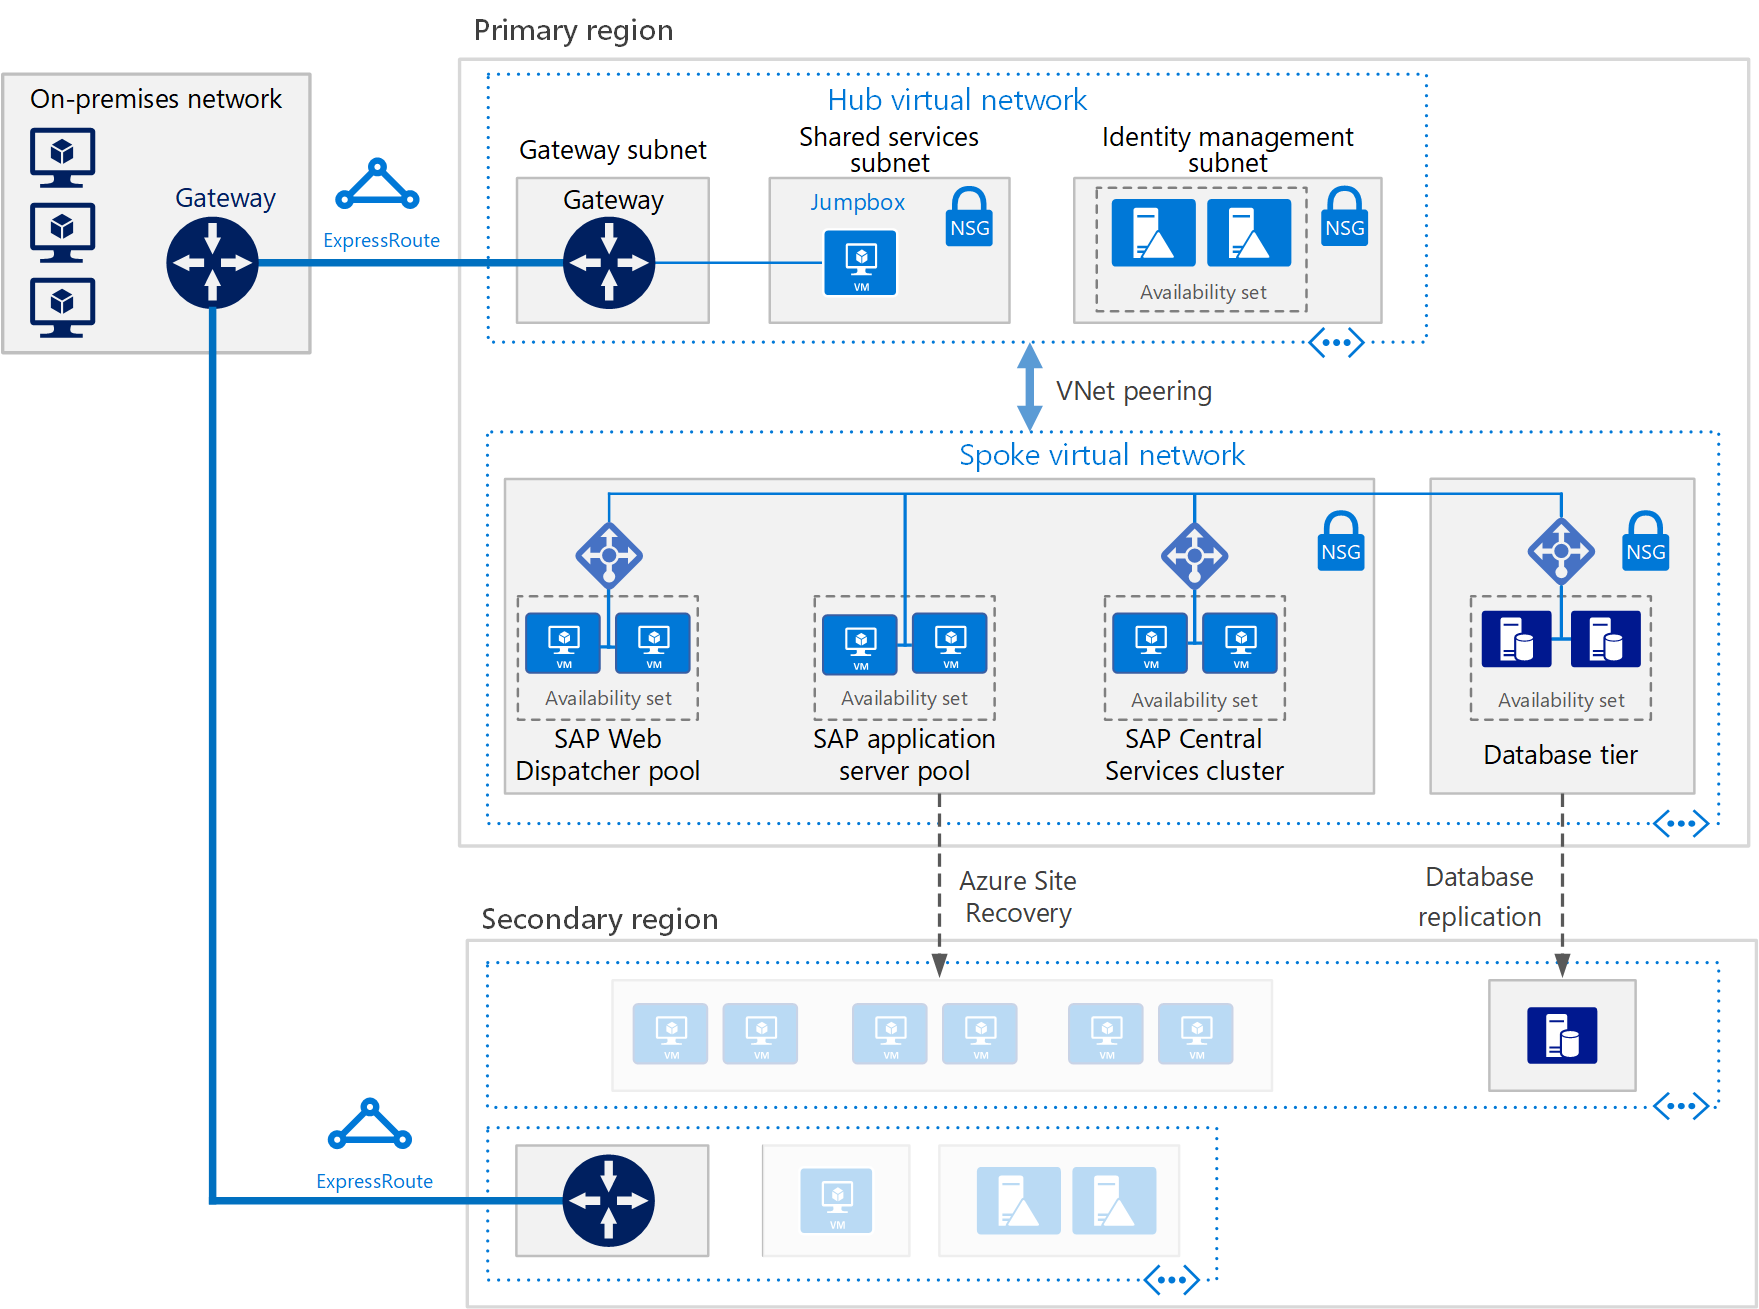 Primary region
On-premises network
Gateway
ExpressRoute
Hub virtual network
Gateway subnet
Gateway
Shared services
subnet
Jumpbox
VM
NSG
Identity management
subnet
Availability set
NSG
VNet peering
Spoke virtual network
NSG
NSG
VM
VM
Availability set
SAP Web
Dispatcher pool
VM
VM
Availability set
SAP application
server pool
VM
VM
Availability set
SAP Central
Services cluster
Availability set
Database tier
Azure Site
Recovery
Database
replication
Secondary region
VM
VM
VM
VM
VM
VM
ExpressRoute
VM